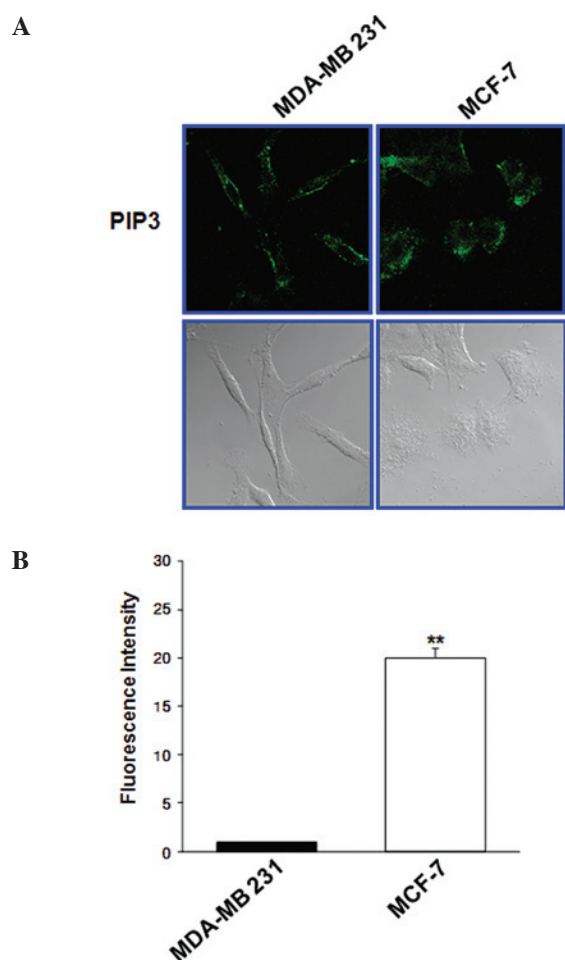 A
MDA-MB 231
MCF-7
PIP3
B
Fluorescence Intensity
30
25
20
15
10
5
0
**
MDA-MB 231
MCF-7